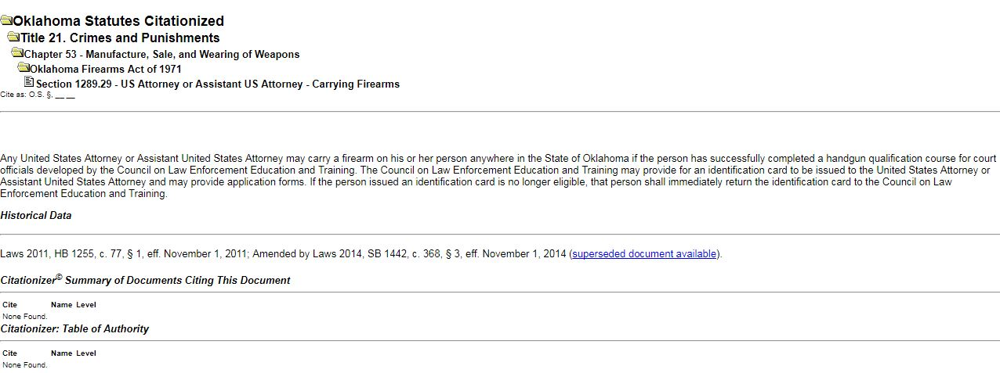 Oklahoma Statutes Citationized
Title 21. Crimes and Punishments
Chapter 53 - Manufacture, Sale, and Wearing of Weapons
Oklahoma Firearms Act of 1971
Section 1289.29 - US Attorney or Assistant US Attorney - Carrying Firearms
Cite as: O.S. §, __ __
Any United States Attorney or Assistant United States Attorney may carry a firearm on his or her person anywhere in the State of Oklahoma if the person has successfully completed a handgun qualification course for court
officials developed by the Council on Law Enforcement Education and Training. The Council on Law Enforcement Education and Training may provide for an identification card to be issued to the United States Attorney or
Assistant United States Attorney and may provide application forms. If the person issued an identification card is no longer eligible, that person shall immediately return the identification card to the Council on Law
Enforcement Education and Training.
Historical Data
Laws 2011, HB 1255, c. 77, § 1, eff. November 1, 2011; Amended by Laws 2014, SB 1442, c. 368, § 3, eff. November 1, 2014 (superseded document available).
Citationizer© Summary of Documents Citing This Document
Cite Name Level
None Found.
Citationizer: Table of Authority
Cite Name Level
None Found.